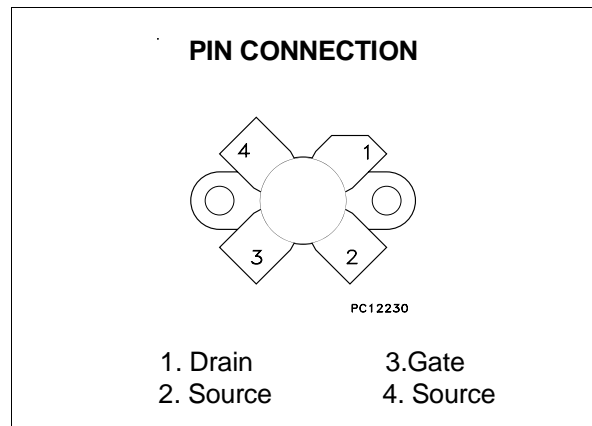 PIN CONNECTION
4 1
3 2
PC12230
1. Drain 3.Gate
2. Source 4. Source